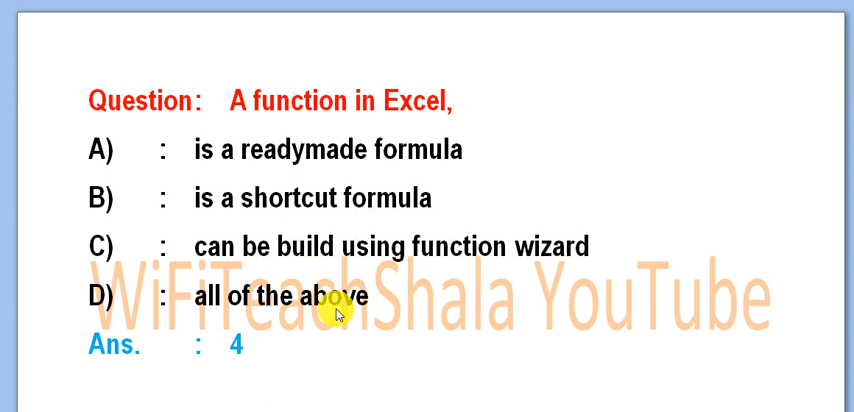 Question: A function in Excel,
A) : is a readymade formula
B) : is a shortcut formula
C) : can be build using function wizard
WiFiTeachShala YouTube
D) : all of the above
Ans. : 4